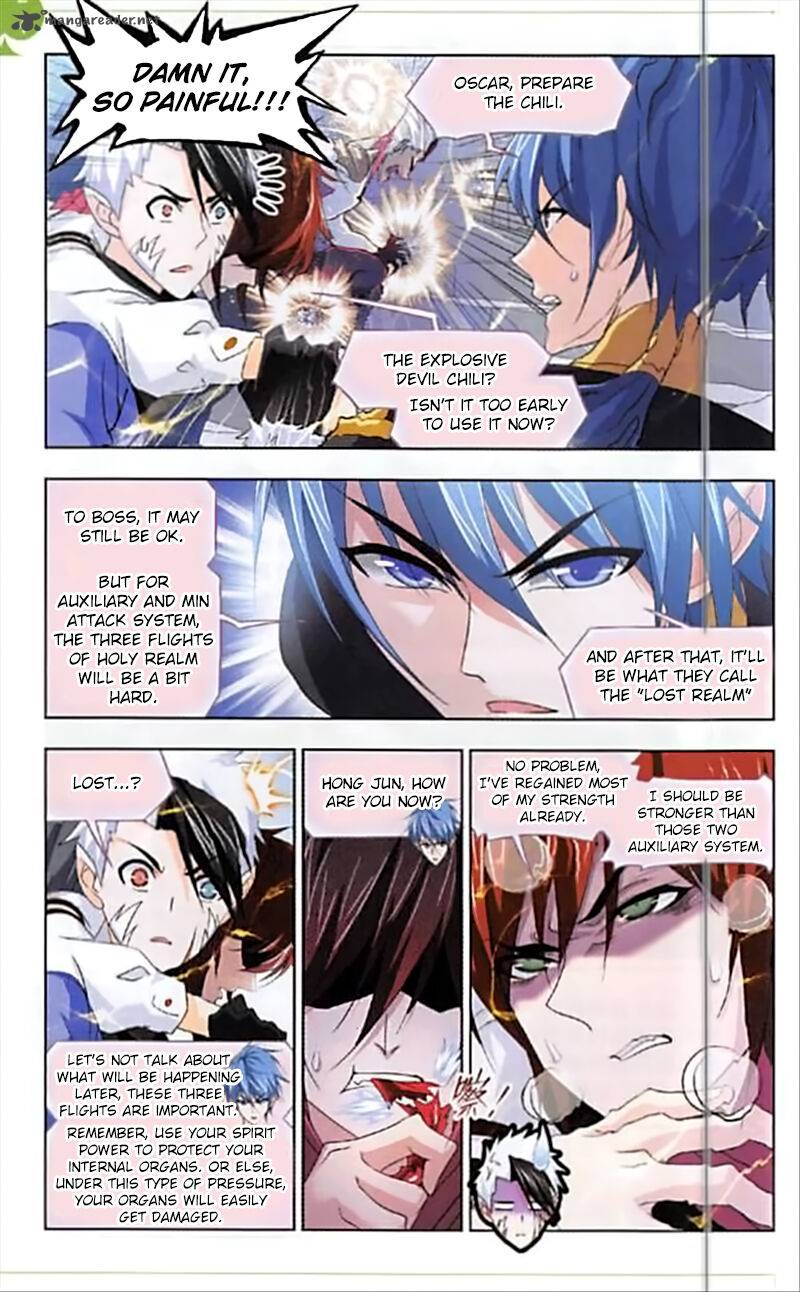 mangareader.net
DAMN IT,
SO PAINFUL!!!
OSCAR, PREPARE
THE CHILI.
THE EXPLOSIVE
DEVIL CHILI?
ISN'T IT TOO EARLY
TO USE IT NOW?
TO BOSS, IT MAY
STILL BE OK.
BUT FOR
AUXILIARY AND MIN
ATTACK SYSTEM,
THE THREE FLIGHTS
OF HOLY REALM
WILL BE A BIT
HARD.
AND AFTER THAT, IT'LL
BE WHAT THEY CALL
THE "LOST REALM"
LOST...?
LET'S NOT TALK ABOUT
WHAT WILL BE HAPPENING
LATER, THESE THREE
FLIGHTS ARE IMPORTANT.
REMEMBER, USE YOUR SPIRIT
POWER TO PROTECT YOUR
INTERNAL ORGANS. OR ELSE,
UNDER THIS TYPE OF PRESSURE,
YOUR ORGANS WILL EASILY
GET DAMAGED.
HONG JUN, HOW
ARE YOU NOW?
NO PROBLEM,
I'VE REGAINED MOST
OF MY STRENGTH
ALREADY.
I SHOULD BE
STRONGER THAN
THOSE TWO
AUXILIARY SYSTEM.